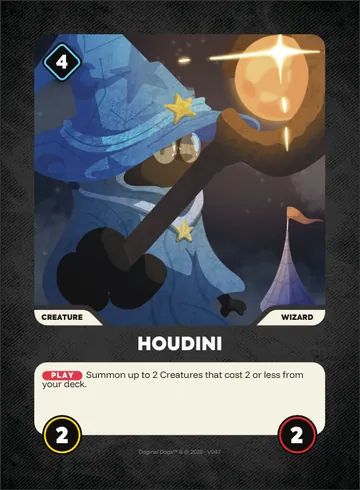 4
CREATURE
WIZARD
HOUDINI
PLAY Summon up to 2 Creatures that cost 2 or less from
your deck.
2
2